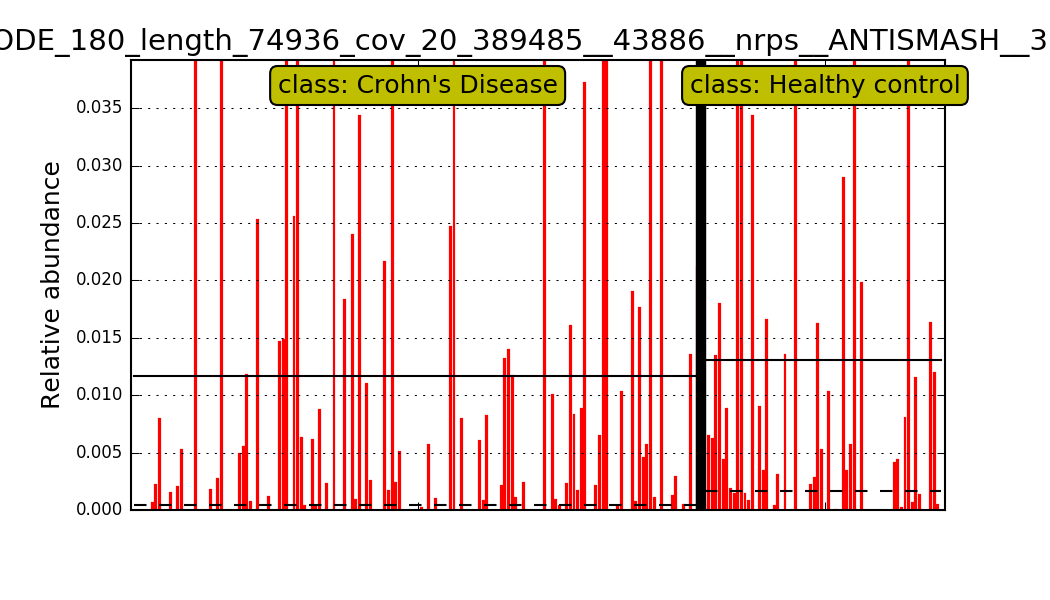 ODE_180_length_74936_cov_20_389485__43886__nrps__ANTISMASH__3
class: Crohn's Disease
class: Healthy control
Relative abundance
0.035
0.030
0.025
0.020
0.015
0.010
0.005
0.000